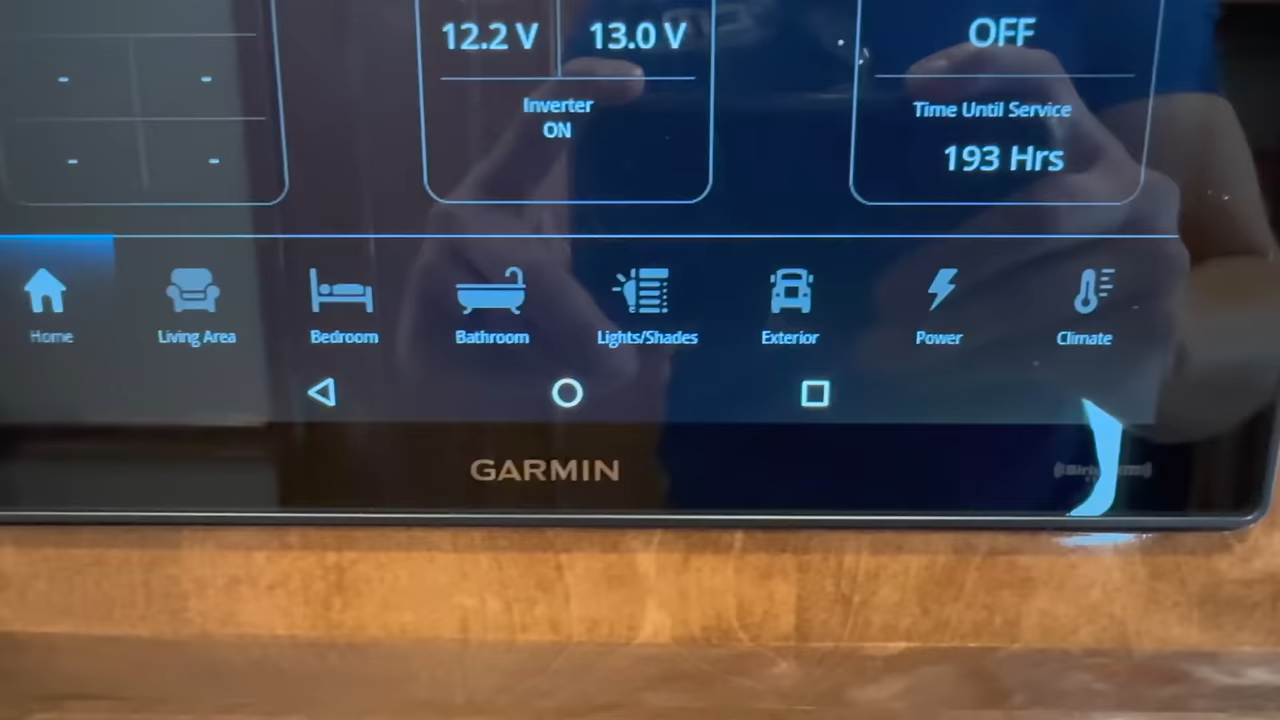 12.2 V 13.0 V
OFF
Inverter
ON
Time Until Service
193 Hrs
Home
Living Area
Bedroom
Bathroom
Lights/Shades
Exterior
Power
Climate
GARMIN